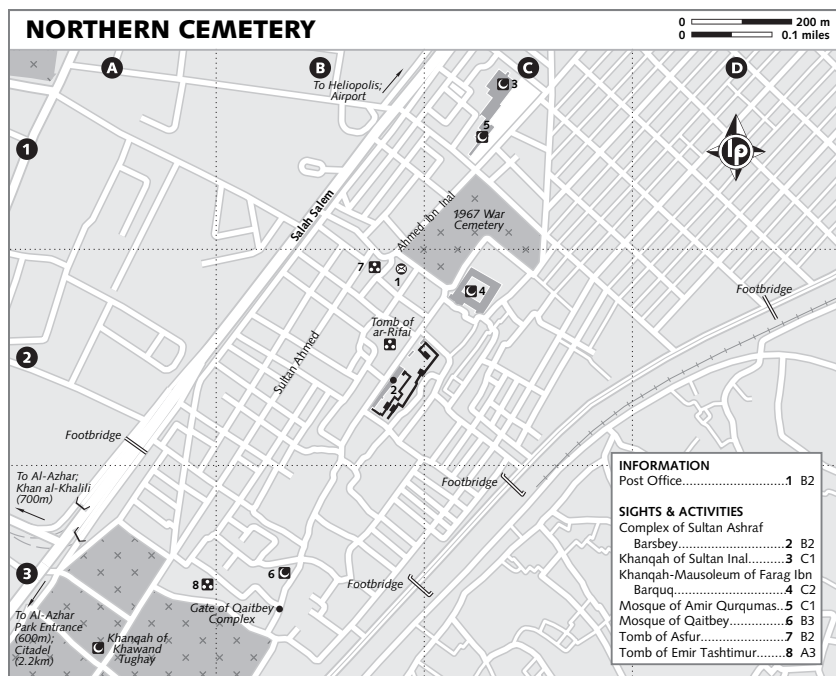 NORTHERN CEMETERY
0 200 m
0 0.1 miles
A
B
C
D
To Heliopolis;
Airport
3
5
1
lp
Salah Salem
Ahmed Ibn Inal
1967 War
Cemetery
7
1
4
Footbridge
Tomb of
ar-Rifai
2
Sultan Ahmed
2
Footbridge
To Al-Azhar;
Khan al-Khalili
(700m)
Footbridge
3
6
8
Footbridge
Gate of Qaitbey
Complex
To Al-Azhar
Park Entrance
(600m);
Citadel
(2.2km)
Khanqah of
Khawand
Tughay
INFORMATION
Post Office..........................1 B2
SIGHTS & ACTIVITIES
Complex of Sultan Ashraf
Barsbey...........................2 B2
Khanqah of Sultan Inal.........3 C1
Khanqah-Mausoleum of Farag Ibn
Barquq............................4 C2
Mosque of Amir Qurqumas..5 C1
Mosque of Qaitbey..............6 B3
Tomb of Asfur.....................7 B2
Tomb of Emir Tashtimur.......8 A3